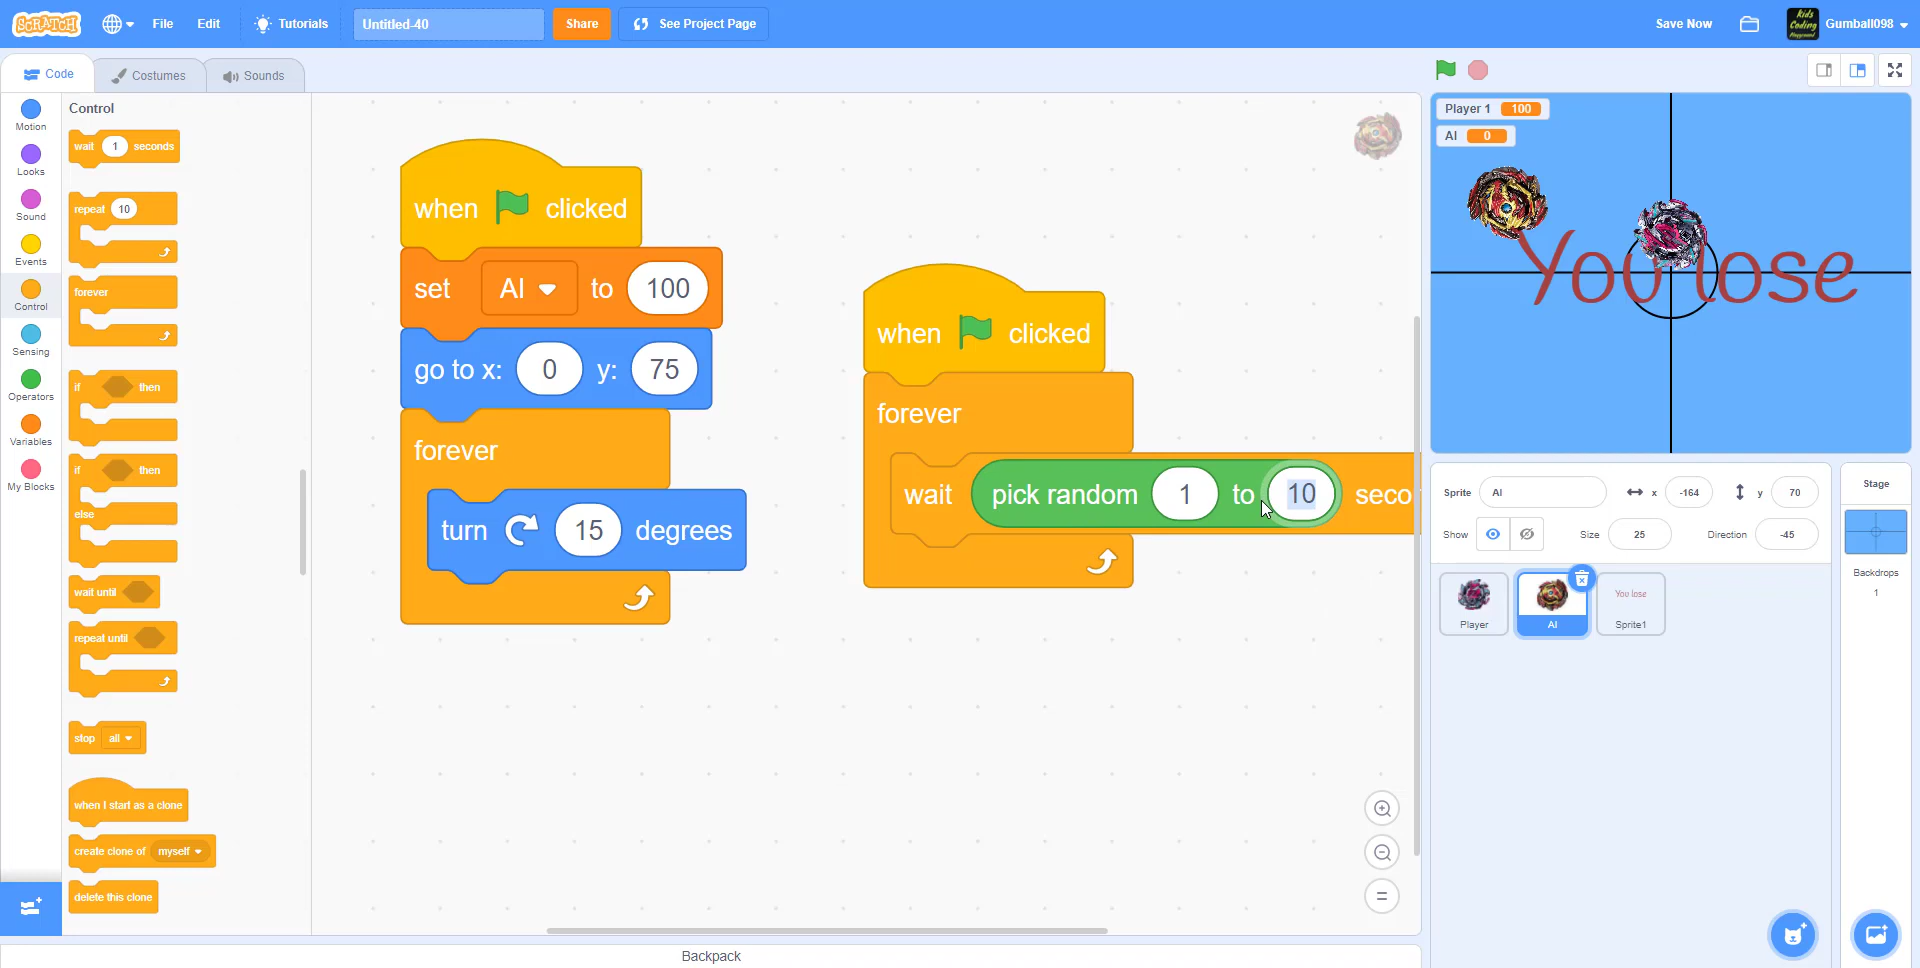 SCRATCH
File
Edit
Tutorials
Untitled-40
Share
See Project Page
Save Now
Kids
Coding
Playground
Gumball098
Code
Costumes
Sounds
Motion
Looks
Sound
Events
Control
Sensing
Operators
Variables
My Blocks
Control
wait 1 seconds
repeat 10
forever
if then
if then
else
wait until
repeat until
stop all
when I start as a clone
create clone of myself
delete this clone
when clicked
set AI to 100
go to x: 0 y: 75
forever
turn 15 degrees
when clicked
forever
wait pick random 1 to 10 seco
Player 1 100
AI 0
You lose
Sprite AI x -164 y 70
Show Size 25 Direction -45
Player
AI
You lose
Sprite1
Stage
Backdrops
1
Backpack